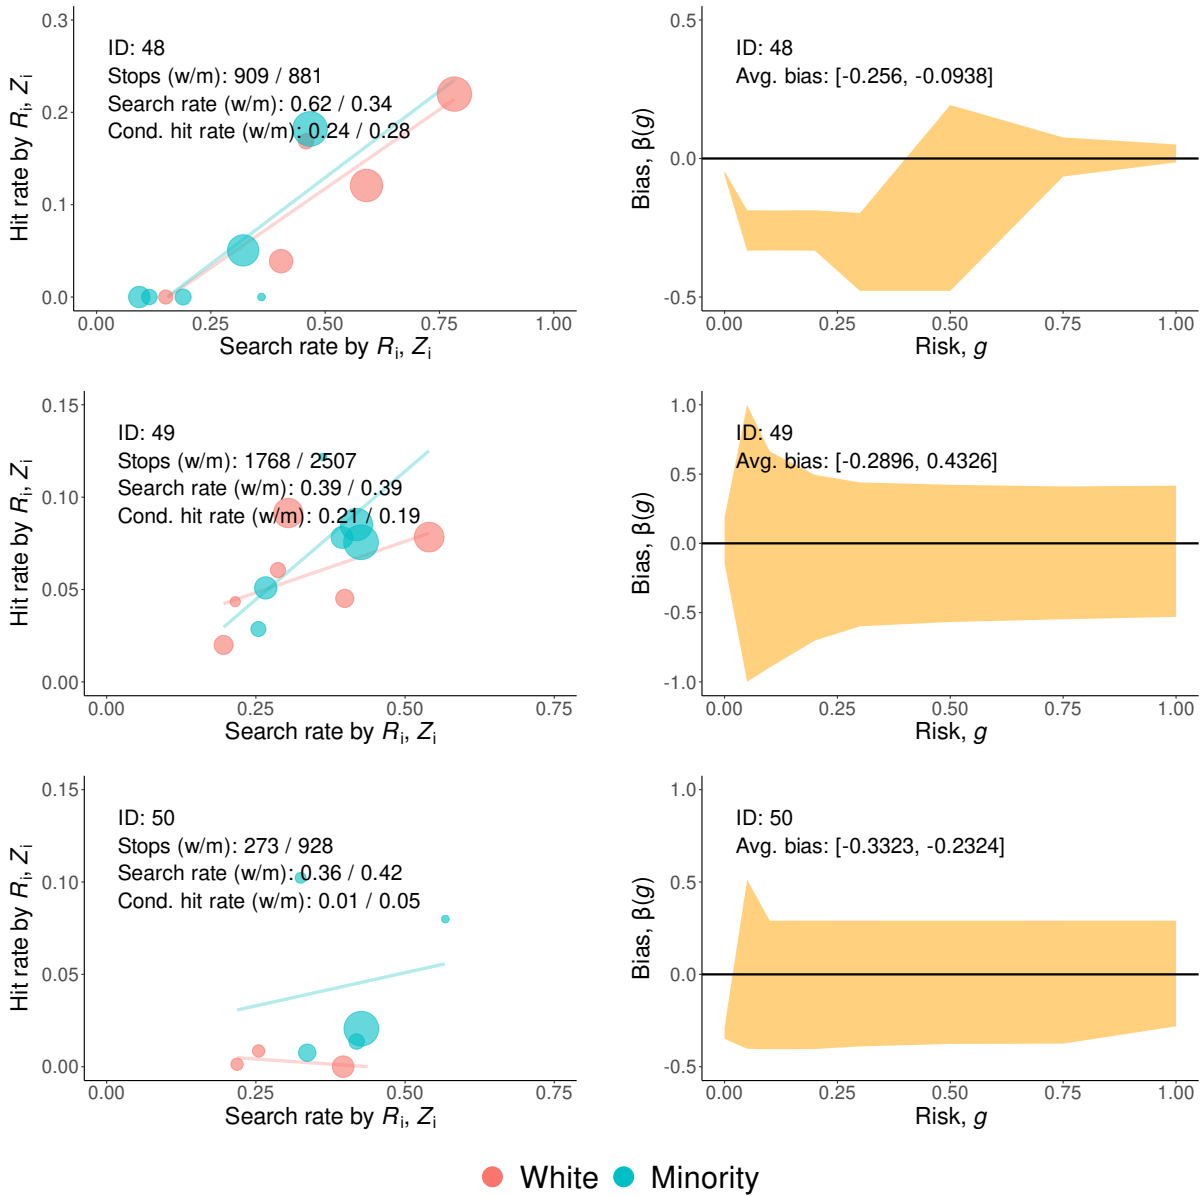 0.3
0.2
0.1
0.0
Hit rate by Rᵢ, Zᵢ
ID: 48
Stops (w/m): 909 / 881
Search rate (w/m): 0.62 / 0.34
Cond. hit rate (w/m): 0.24 / 0.28
0.00 0.25 0.50 0.75 1.00
Search rate by Rᵢ, Zᵢ
0.5
0.0
-0.5
Bias, β(g)
ID: 48
Avg. bias: [-0.256, -0.0938]
0.00 0.25 0.50 0.75 1.00
Risk, g
0.15
0.10
0.05
0.00
Hit rate by Rᵢ, Zᵢ
ID: 49
Stops (w/m): 1768 / 2507
Search rate (w/m): 0.39 / 0.39
Cond. hit rate (w/m): 0.21 / 0.19
0.00 0.25 0.50 0.75
Search rate by Rᵢ, Zᵢ
1.0
0.5
0.0
-0.5
-1.0
Bias, β(g)
ID: 49
Avg. bias: [-0.2896, 0.4326]
0.00 0.25 0.50 0.75 1.00
Risk, g
0.15
0.10
0.05
0.00
Hit rate by Rᵢ, Zᵢ
ID: 50
Stops (w/m): 273 / 928
Search rate (w/m): 0.36 / 0.42
Cond. hit rate (w/m): 0.01 / 0.05
0.00 0.25 0.50 0.75
Search rate by Rᵢ, Zᵢ
1.0
0.5
0.0
-0.5
Bias, β(g)
ID: 50
Avg. bias: [-0.3323, -0.2324]
0.00 0.25 0.50 0.75 1.00
Risk, g
White Minority